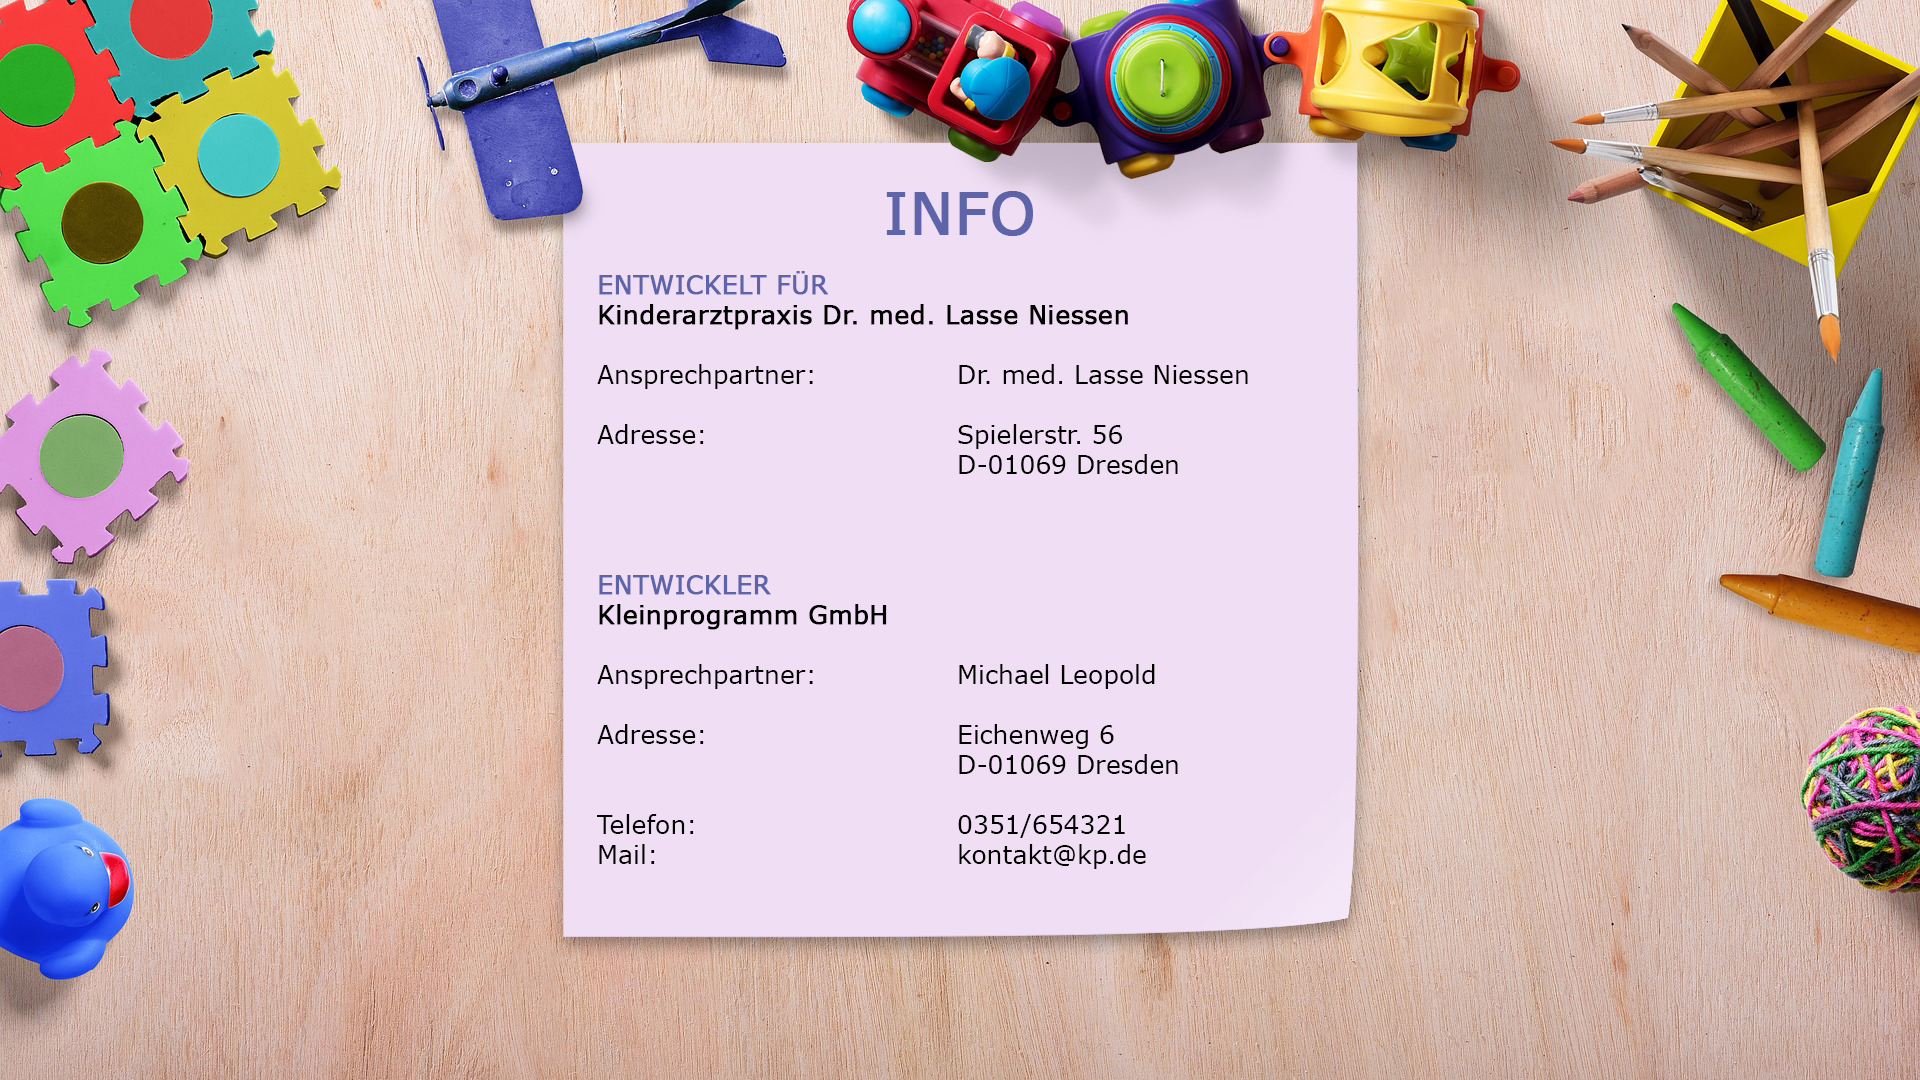 INFO
ENTWICKELT FÜR
Kinderarztpraxis Dr. med. Lasse Niessen
Ansprechpartner: Dr. med. Lasse Niessen
Adresse: Spielerstr. 56
D-01069 Dresden
ENTWICKLER
Kleinprogramm GmbH
Ansprechpartner: Michael Leopold
Adresse: Eichenweg 6
D-01069 Dresden
Telefon: 0351/654321
Mail: kontakt@kp.de